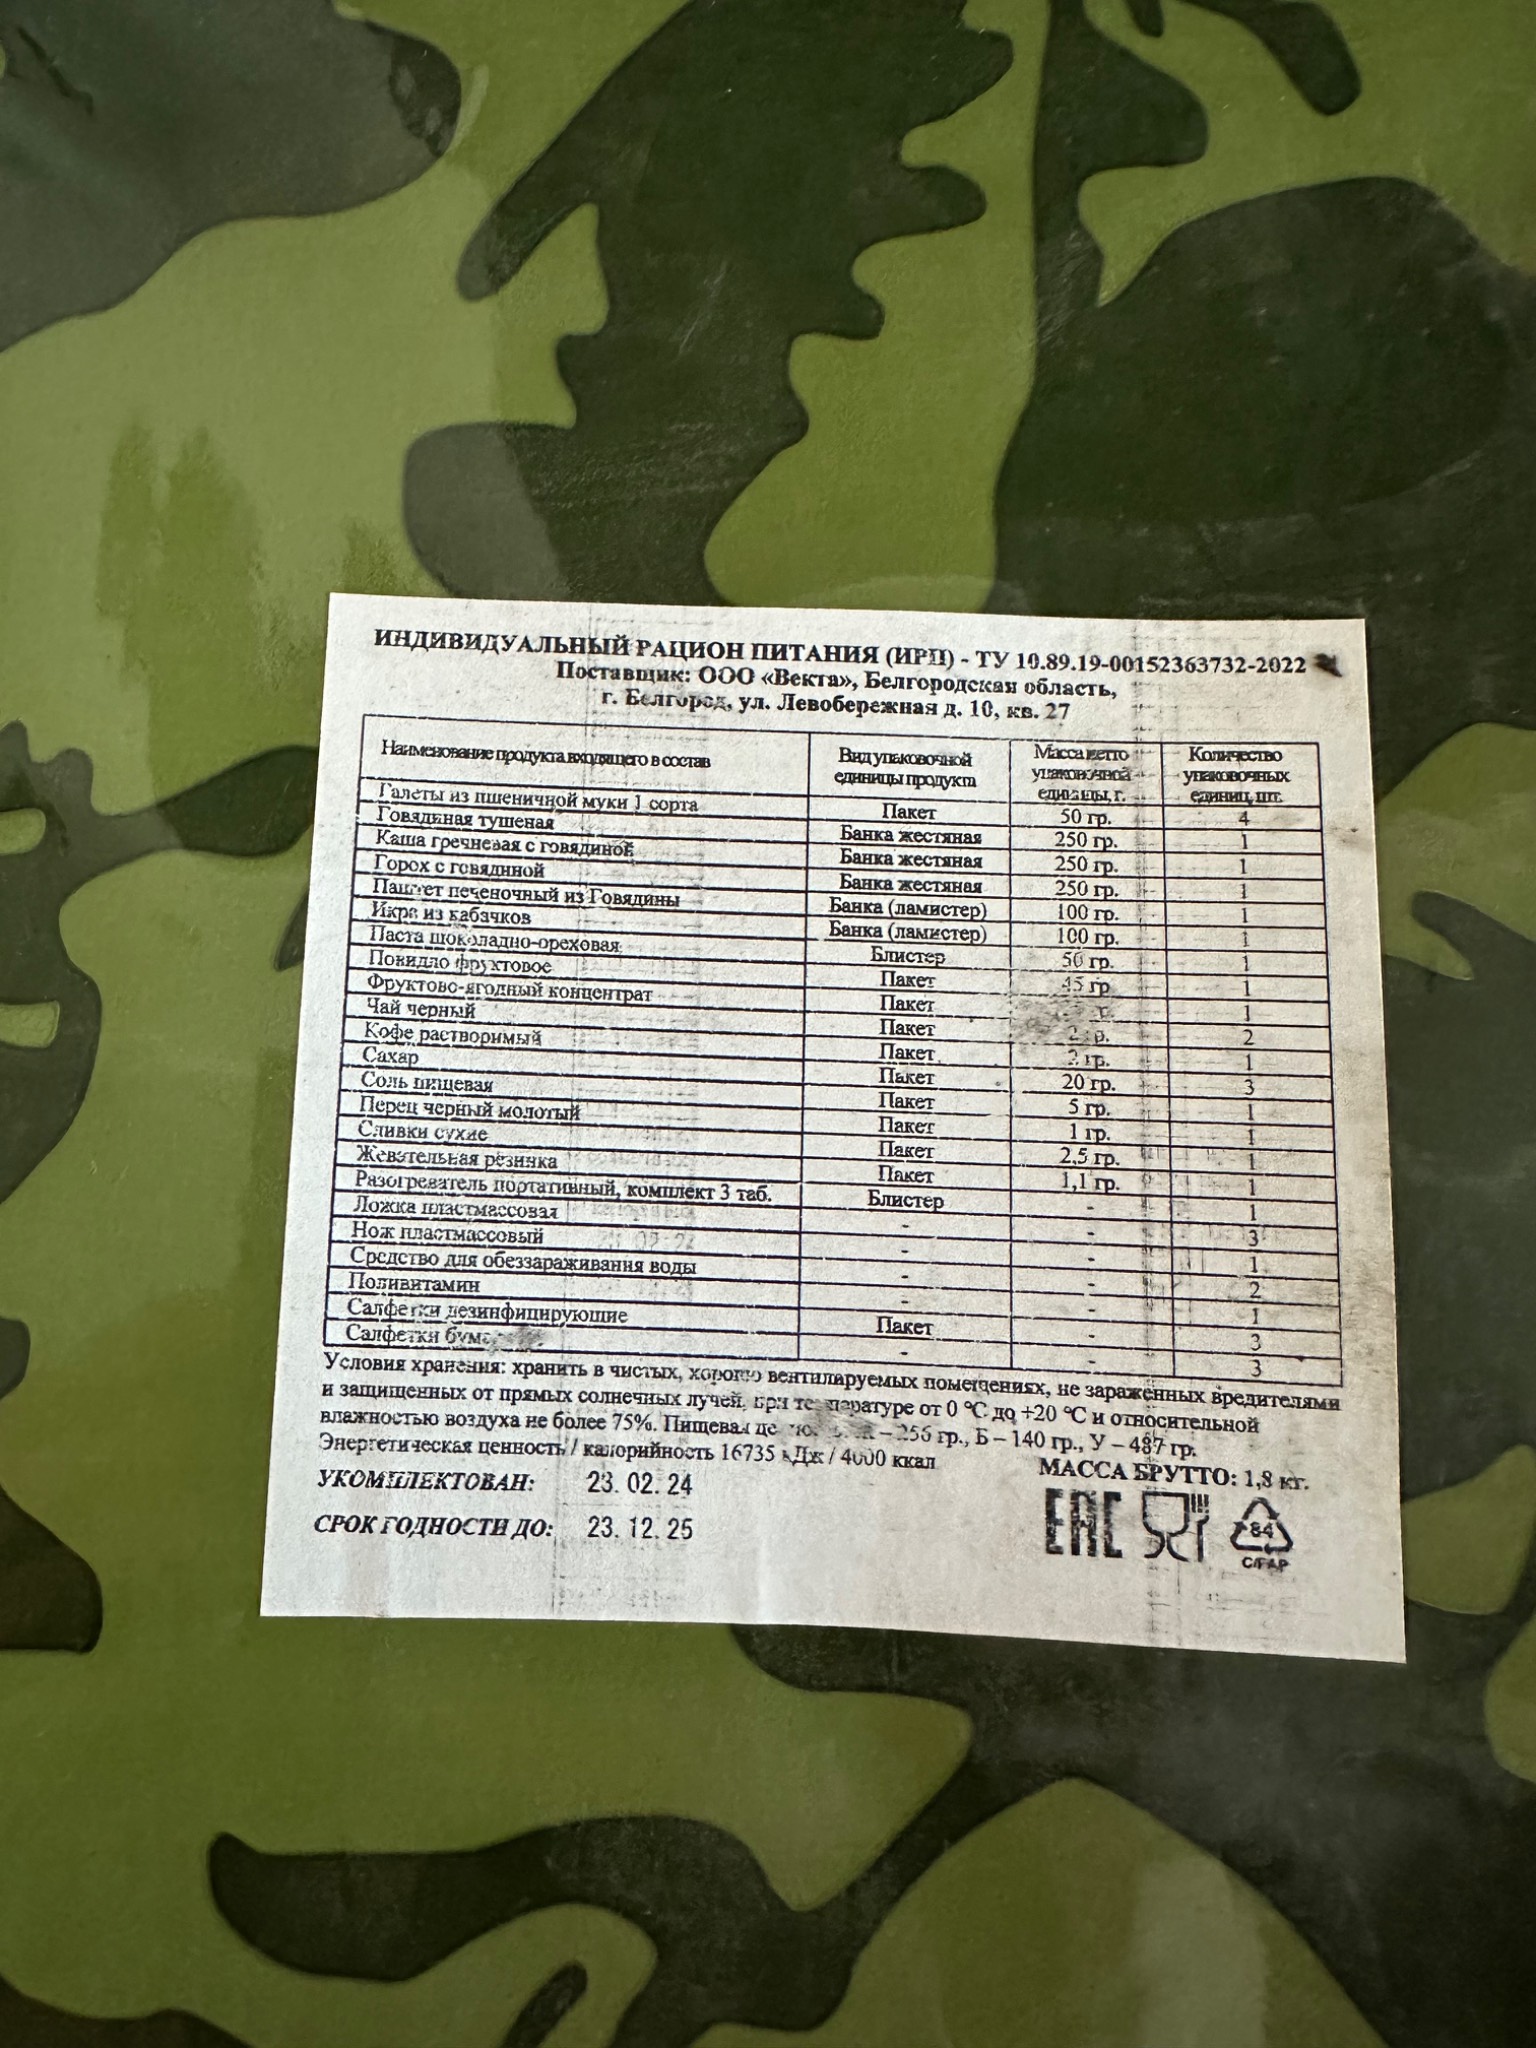 ИНДИВИДУАЛЬНЫЙ РАЦИОН ПИТАНИЯ (ИРП) - ТУ 10.89.19-00152363732-2022
Поставщик: ООО «Векта», Белгородская область,
г. Белгород, ул. Левобережная д. 10, кв. 27
Наименование продукта входящего в состав Вид упаковочной единицы продукта Масса нетто упаковочной единицы, г. Количество упаковочных единиц, шт.
Галеты из пшеничной муки 1 сорта Пакет 50 гр. 4
Говядиная тушеная Банка жестяная 250 гр. 1
Каша гречневая с говядиной Банка жестяная 250 гр. 1
Горох с говядиной Банка жестяная 250 гр. 1
Паштет печеночный из Говядины Банка (ламистер) 100 гр. 1
Икра из кабачков Банка (ламистер) 100 гр. 1
Паста шоколадно-ореховая Блистер 50 гр. 1
Повидло фруктовое Пакет 45 гр 1
Фруктово-ягодный концентрат Пакет 1
Чай черный Пакет 2
Кофе растворимый Пакет 1
Сахар Пакет 20 гр. 3
Соль пищевая Пакет 5 гр. 1
Перец черный молотый Пакет 1 гр. 1
Сливки сухие Пакет 2,5 гр. 1
Жевательная резинка Пакет 1,1 гр. 1
Разогреватель портативный, комплект 3 таб. Блистер - 1
Ложка пластмассовая - - 3
Нож пластмассовый - - 1
Средство для обеззараживания воды - - 2
Поливитамин - - 1
Салфетки дезинфицирующие Пакет - 3
Салфетки - - 3
Условия хранения: хранить в чистых, хорошо вентилируемых помещениях, не зараженных вредителями
и защищенных от прямых солнечных лучей, при температуре от 0 °С до +20 °С и относительной
влажностью воздуха не более 75%. Пищевая – 256 гр., Б – 140 гр., У – 487 гр.
Энергетическая ценность / калорийность 16735 кДж / 4000 ккал
МАССА БРУТТО: 1,8 кг.
УКОМПЛЕКТОВАН: 23. 02. 24
СРОК ГОДНОСТИ ДО: 23. 12. 25
EAC
84
C/PAP